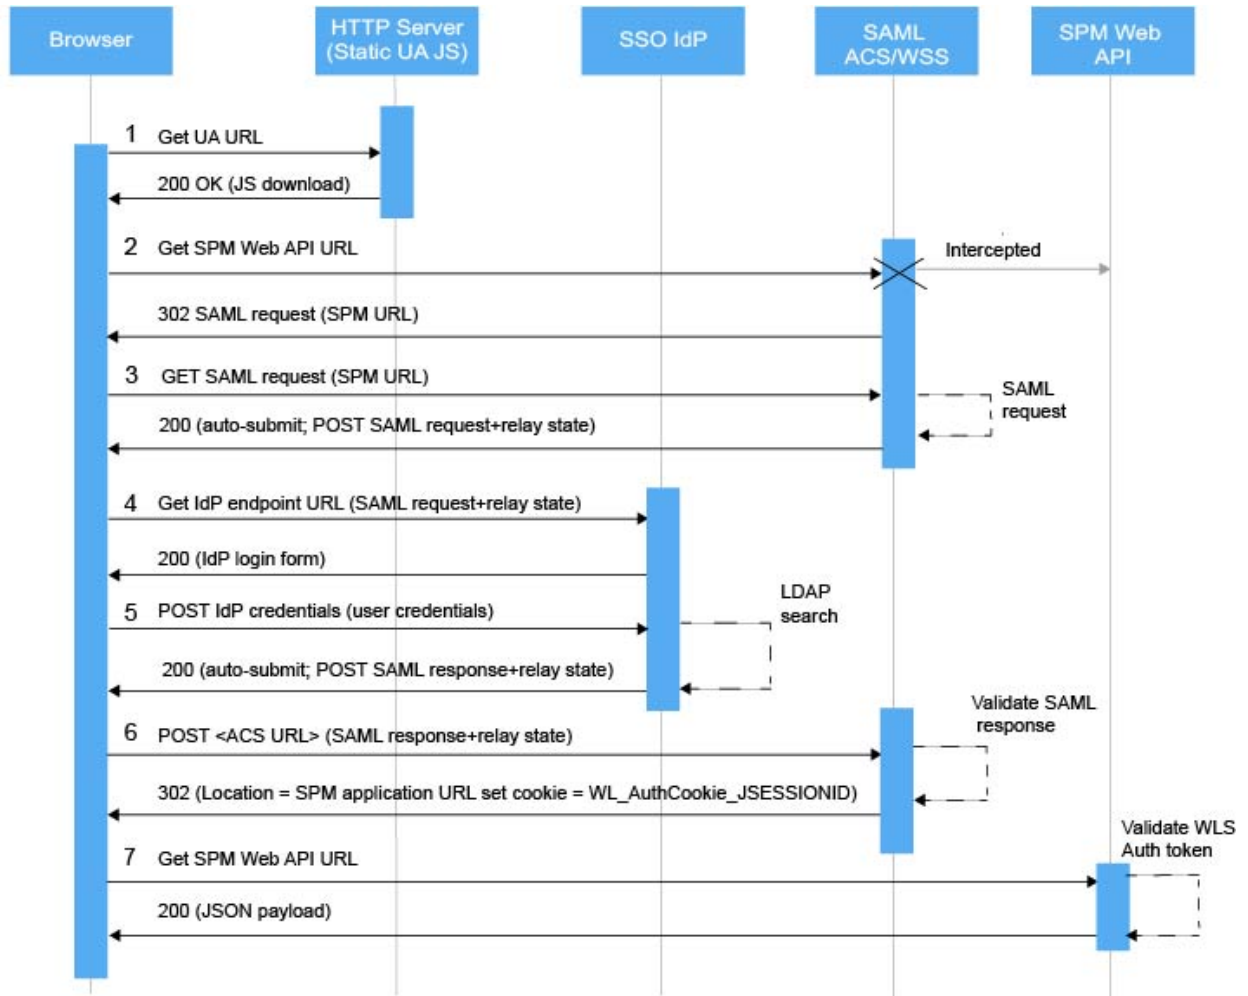 Browser
HTTP Server
(Static UA JS)
SSO IdP
SAML
ACS/WSS
SPM Web
API
1 Get UA URL
200 OK (JS download)
2 Get SPM Web API URL
Intercepted
302 SAML request (SPM URL)
3 GET SAML request (SPM URL)
SAML
request
200 (auto-submit; POST SAML request+relay state)
4 Get IdP endpoint URL (SAML request+relay state)
200 (IdP login form)
LDAP
search
5 POST IdP credentials (user credentials)
200 (auto-submit; POST SAML response+relay state)
Validate SAML
response
6 POST <ACS URL> (SAML response+relay state)
302 (Location = SPM application URL set cookie = WL_AuthCookie_JSESSIONID)
Validate WLS
Auth token
7 Get SPM Web API URL
200 (JSON payload)